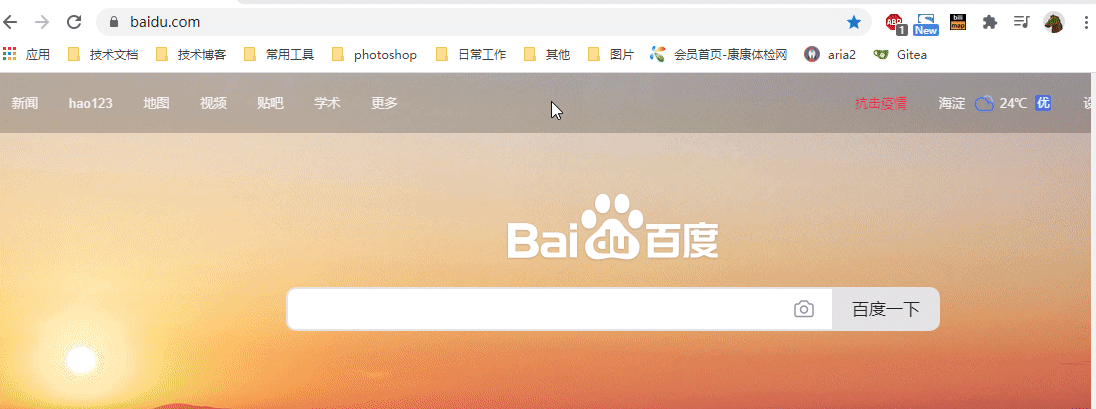 baidu.com
ABP 1 New bili map
应用 技术文档 技术博客 常用工具 photoshop 日常工作 其他 图片 会员首页-康康体检网 aria2 Gitea
新闻 hao123 地图 视频 贴吧 学术 更多 抗击疫情 海淀 24℃ 优
Bai du 百度
百度一下